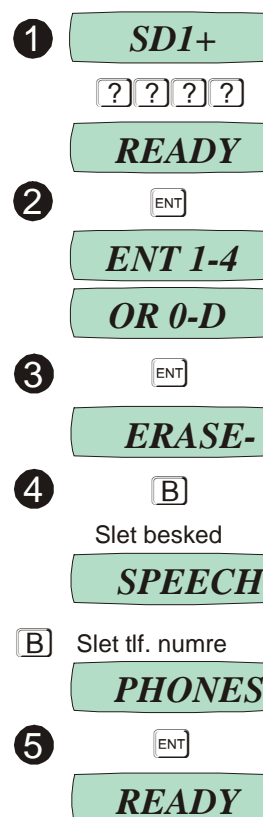 1 SD1+
? ? ? ?
READY
2 ENT
ENT 1-4
OR 0-D
3 ENT
ERASE-
4 B
Slet besked
SPEECH
B Slet tlf. numre
PHONES
5 ENT
READY